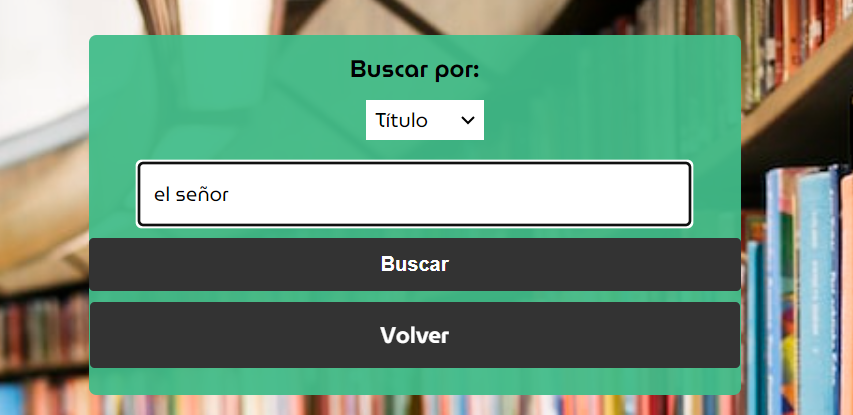 Buscar por:
Título
el señor
Buscar
Volver